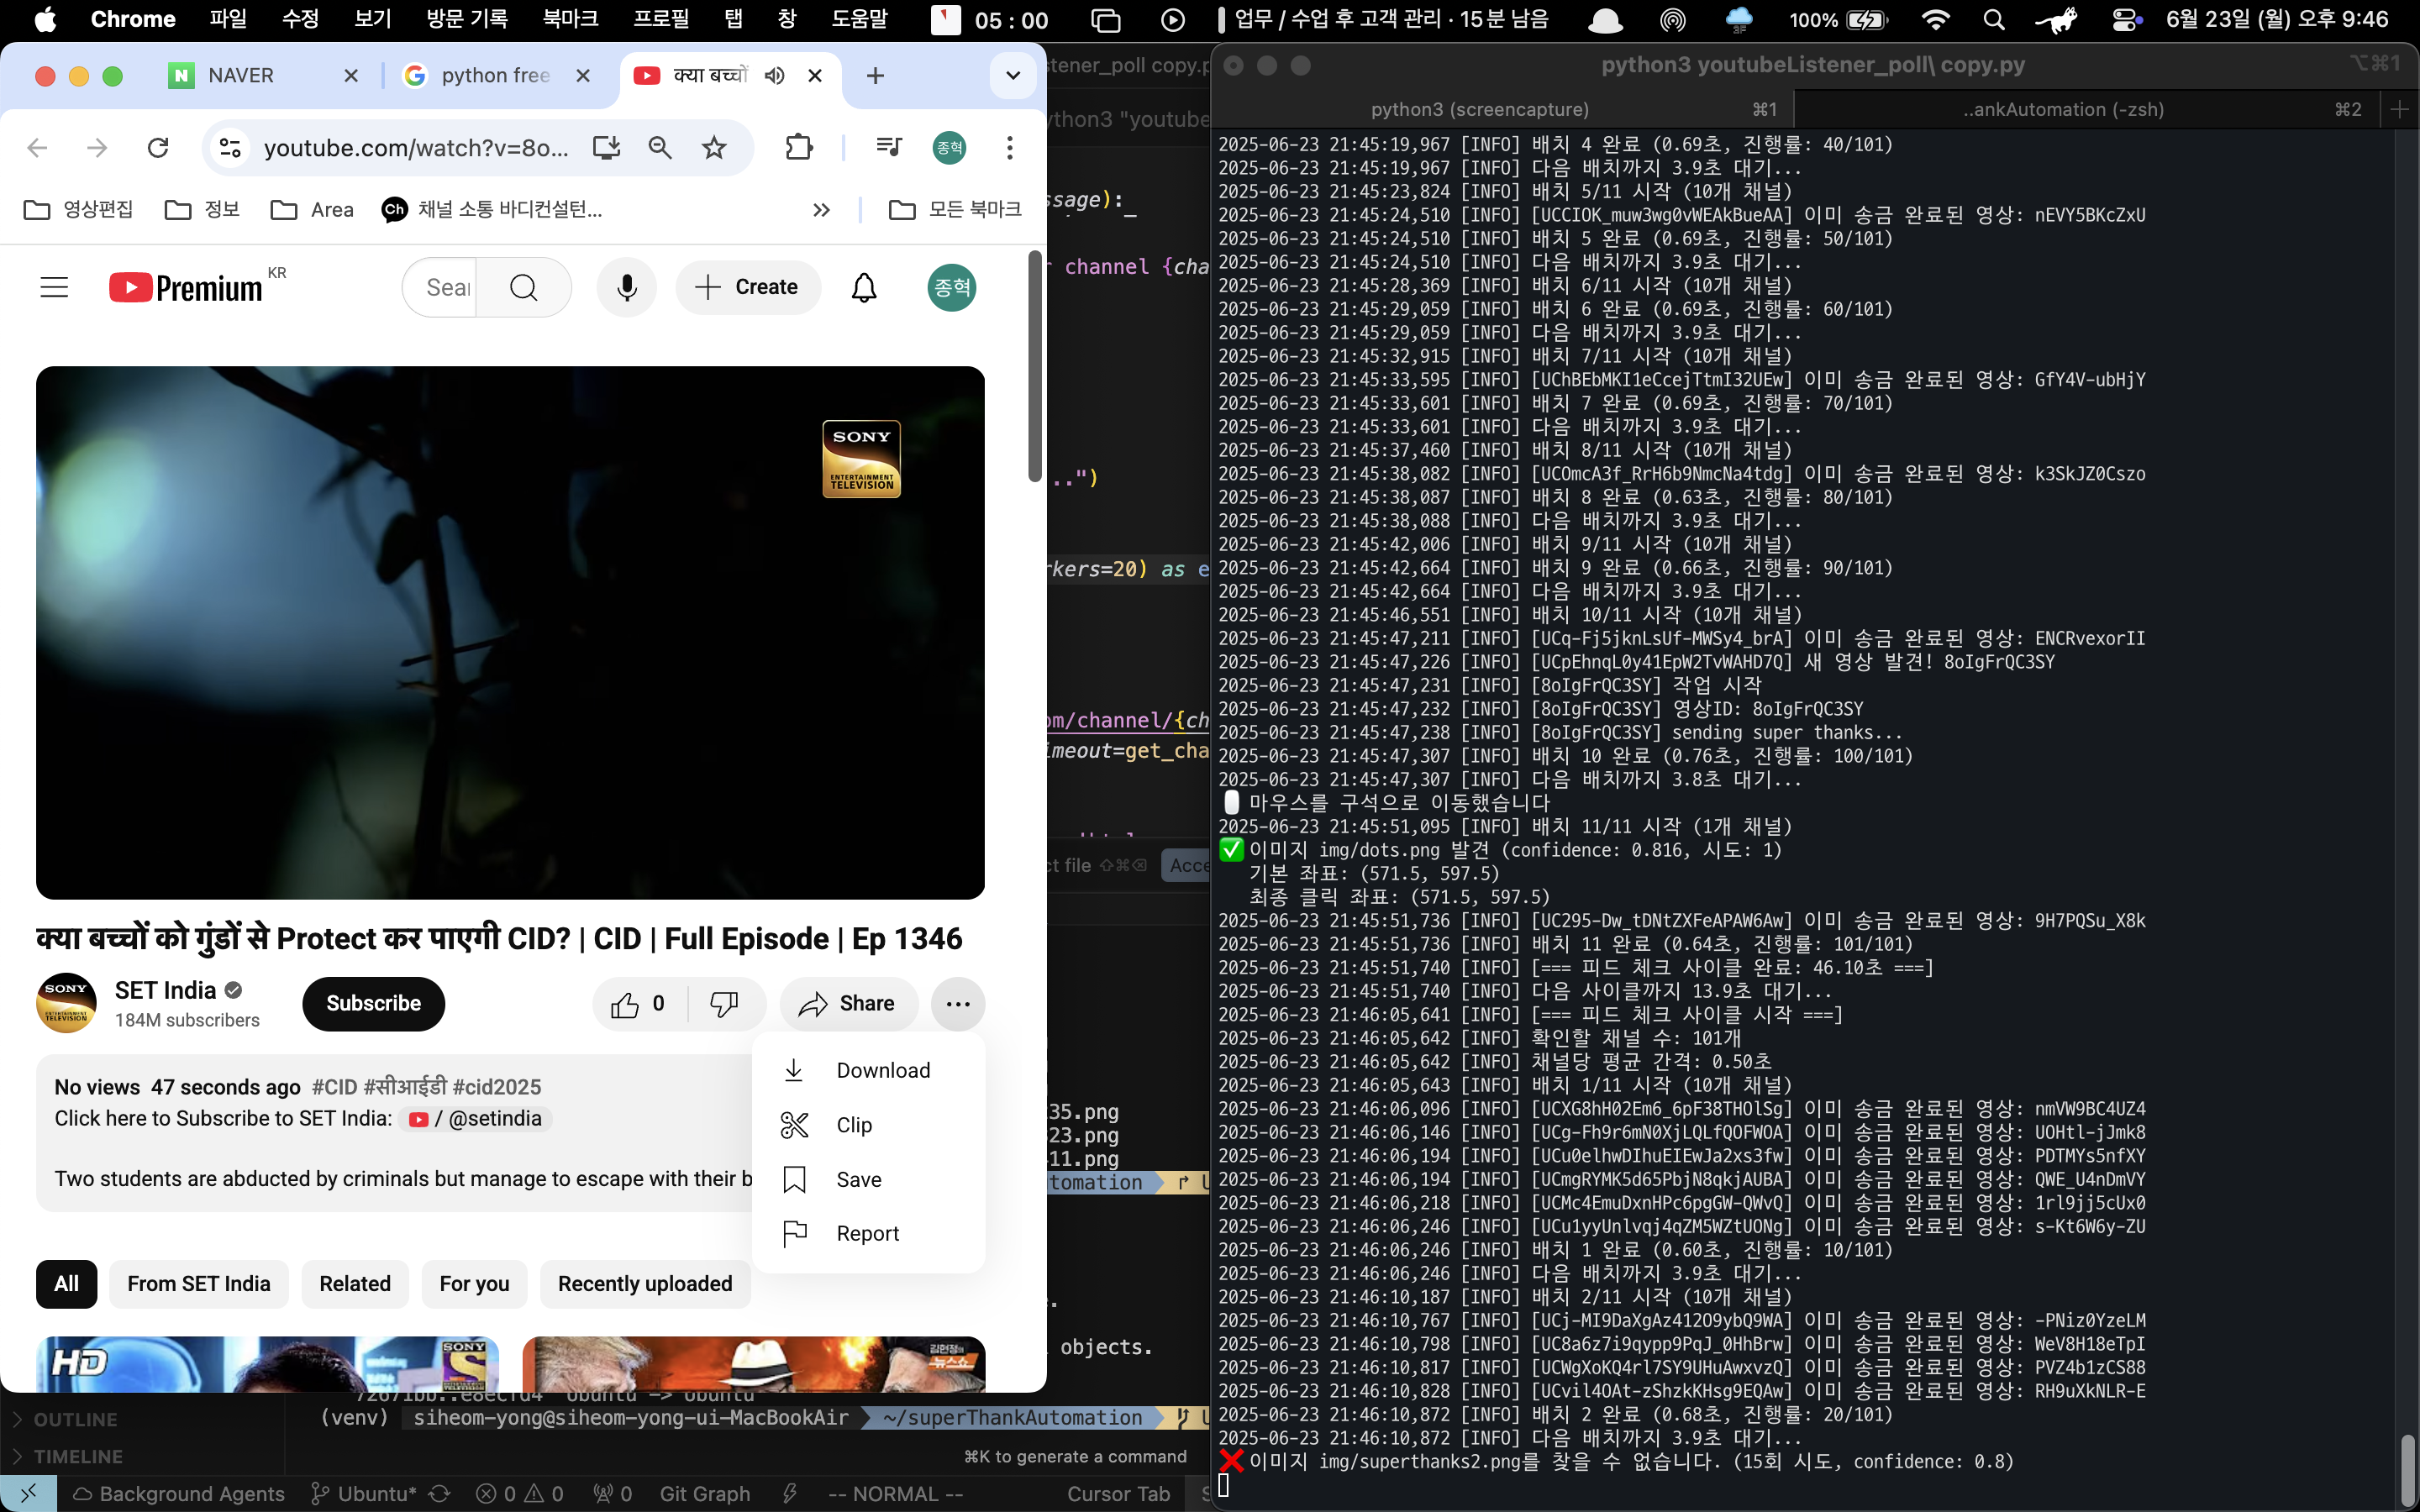 Chrome 파일 수정 보기 방문 기록 북마크 프로필 탭 창 도움말 05 : 00 업무 / 수업 후 고객 관리 · 15분 남음 100% 6월 23일 (월) 오후 9:46
NAVER
python free
क्या बच्चों
youtube.com/watch?v=8o...
종혁
영상편집 정보 Area Ch 채널 소통 바디컨설턴... 모든 북마크
Premium KR
Create
종혁
SONY
ENTERTAINMENT
TELEVISION
क्या बच्चों को गुंडों से Protect कर पाएगी CID? | CID | Full Episode | Ep 1346
SET India
184M subscribers
Subscribe
0
Share
No views 47 seconds ago #CID #सीआईडी #cid2025
Click here to Subscribe to SET India: / @setindia
Two students are abducted by criminals but manage to escape with their b
Download
Clip
Save
Report
All
From SET India
Related
For you
Recently uploaded
HD
SONY
김현정의
뉴스쇼
stener_poll copy.p
ython3 "youtube
ssage):
r channel {cha
..")
rkers=20) as e
om/channel/{ch
imeout=get_cha
ct file Acce
35.png
23.png
11.png
tomation
objects.
(venv) siheom-yong@siheom-yong-ui-MacBookAir ~/superThankAutomation
⌘K to generate a command
OUTLINE
TIMELINE
Background Agents Ubuntu* 0 0 0 Git Graph -- NORMAL -- Cursor Tab
python3 youtubeListener_poll\ copy.py ⌥⌘1
python3 (screencapture) ⌘1 ..ankAutomation (-zsh) ⌘2
2025-06-23 21:45:19,967 [INFO] 배치 4 완료 (0.69초, 진행률: 40/101)
2025-06-23 21:45:19,967 [INFO] 다음 배치까지 3.9초 대기...
2025-06-23 21:45:23,824 [INFO] 배치 5/11 시작 (10개 채널)
2025-06-23 21:45:24,510 [INFO] [UCCIOK_muw3wg0vWEAkBueAA] 이미 송금 완료된 영상: nEVY5BKcZxU
2025-06-23 21:45:24,510 [INFO] 배치 5 완료 (0.69초, 진행률: 50/101)
2025-06-23 21:45:24,510 [INFO] 다음 배치까지 3.9초 대기...
2025-06-23 21:45:28,369 [INFO] 배치 6/11 시작 (10개 채널)
2025-06-23 21:45:29,059 [INFO] 배치 6 완료 (0.69초, 진행률: 60/101)
2025-06-23 21:45:29,059 [INFO] 다음 배치까지 3.9초 대기...
2025-06-23 21:45:32,915 [INFO] 배치 7/11 시작 (10개 채널)
2025-06-23 21:45:33,595 [INFO] [UChBEbMKI1eCcejTtmI32UEw] 이미 송금 완료된 영상: GfY4V-ubHjY
2025-06-23 21:45:33,601 [INFO] 배치 7 완료 (0.69초, 진행률: 70/101)
2025-06-23 21:45:33,601 [INFO] 다음 배치까지 3.9초 대기...
2025-06-23 21:45:37,460 [INFO] 배치 8/11 시작 (10개 채널)
2025-06-23 21:45:38,082 [INFO] [UCOmcA3f_RrH6b9NmcNa4tdg] 이미 송금 완료된 영상: k3SkJZ0Cszo
2025-06-23 21:45:38,087 [INFO] 배치 8 완료 (0.63초, 진행률: 80/101)
2025-06-23 21:45:38,088 [INFO] 다음 배치까지 3.9초 대기...
2025-06-23 21:45:42,006 [INFO] 배치 9/11 시작 (10개 채널)
2025-06-23 21:45:42,664 [INFO] 배치 9 완료 (0.66초, 진행률: 90/101)
2025-06-23 21:45:42,664 [INFO] 다음 배치까지 3.9초 대기...
2025-06-23 21:45:46,551 [INFO] 배치 10/11 시작 (10개 채널)
2025-06-23 21:45:47,211 [INFO] [UCq-Fj5jknLsUf-MWSy4_brA] 이미 송금 완료된 영상: ENCRvexorII
2025-06-23 21:45:47,226 [INFO] [UCpEhnqL0y41EpW2TvWAHD7Q] 새 영상 발견! 8oIgFrQC3SY
2025-06-23 21:45:47,231 [INFO] [8oIgFrQC3SY] 작업 시작
2025-06-23 21:45:47,232 [INFO] [8oIgFrQC3SY] 영상ID: 8oIgFrQC3SY
2025-06-23 21:45:47,238 [INFO] [8oIgFrQC3SY] sending super thanks...
2025-06-23 21:45:47,307 [INFO] 배치 10 완료 (0.76초, 진행률: 100/101)
2025-06-23 21:45:47,307 [INFO] 다음 배치까지 3.8초 대기...
마우스를 구석으로 이동했습니다
2025-06-23 21:45:51,095 [INFO] 배치 11/11 시작 (1개 채널)
✅ 이미지 img/dots.png 발견 (confidence: 0.816, 시도: 1)
기본 좌표: (571.5, 597.5)
최종 클릭 좌표: (571.5, 597.5)
2025-06-23 21:45:51,736 [INFO] [UC295-Dw_tDNtZXFeAPAW6Aw] 이미 송금 완료된 영상: 9H7PQSu_X8k
2025-06-23 21:45:51,736 [INFO] 배치 11 완료 (0.64초, 진행률: 101/101)
2025-06-23 21:45:51,740 [INFO] [=== 피드 체크 사이클 완료: 46.10초 ===]
2025-06-23 21:45:51,740 [INFO] 다음 사이클까지 13.9초 대기...
2025-06-23 21:46:05,641 [INFO] [=== 피드 체크 사이클 시작 ===]
2025-06-23 21:46:05,642 [INFO] 확인할 채널 수: 101개
2025-06-23 21:46:05,642 [INFO] 채널당 평균 간격: 0.50초
2025-06-23 21:46:05,643 [INFO] 배치 1/11 시작 (10개 채널)
2025-06-23 21:46:06,096 [INFO] [UCXG8hH02Em6_6pF38THOlSg] 이미 송금 완료된 영상: nmVW9BC4UZ4
2025-06-23 21:46:06,146 [INFO] [UCg-Fh9r6mN0XjLQLfQOFWOA] 이미 송금 완료된 영상: UOHtl-jJmk8
2025-06-23 21:46:06,194 [INFO] [UCu0elhwDIhuEIEwJa2xs3fw] 이미 송금 완료된 영상: PDTMYs5nfXY
2025-06-23 21:46:06,194 [INFO] [UCmgRYMK5d65PbjN8qkjAUBA] 이미 송금 완료된 영상: QWE_U4nDmVY
2025-06-23 21:46:06,218 [INFO] [UCMc4EmuDxnHPc6pgGW-QWvQ] 이미 송금 완료된 영상: 1rl9jj5cUx0
2025-06-23 21:46:06,246 [INFO] [UCu1yyUnlvqj4qZM5WZtUONg] 이미 송금 완료된 영상: s-Kt6W6y-ZU
2025-06-23 21:46:06,246 [INFO] 배치 1 완료 (0.60초, 진행률: 10/101)
2025-06-23 21:46:06,246 [INFO] 다음 배치까지 3.9초 대기...
2025-06-23 21:46:10,187 [INFO] 배치 2/11 시작 (10개 채널)
2025-06-23 21:46:10,767 [INFO] [UCj-MI9DaXgAz412O9ybQ9WA] 이미 송금 완료된 영상: -PNiz0YzeLM
2025-06-23 21:46:10,798 [INFO] [UC8a6z7i9qypp9PqJ_0HhBrw] 이미 송금 완료된 영상: WeV8H18eTpI
2025-06-23 21:46:10,817 [INFO] [UCWgXoKQ4rl7SY9UHuAwxvzQ] 이미 송금 완료된 영상: PVZ4b1zCS88
2025-06-23 21:46:10,828 [INFO] [UCvil4OAt-zShzkKHsg9EQAw] 이미 송금 완료된 영상: RH9uXkNLR-E
2025-06-23 21:46:10,872 [INFO] 배치 2 완료 (0.68초, 진행률: 20/101)
2025-06-23 21:46:10,872 [INFO] 다음 배치까지 3.9초 대기...
❌ 이미지 img/superthanks2.png를 찾을 수 없습니다. (15회 시도, confidence: 0.8)